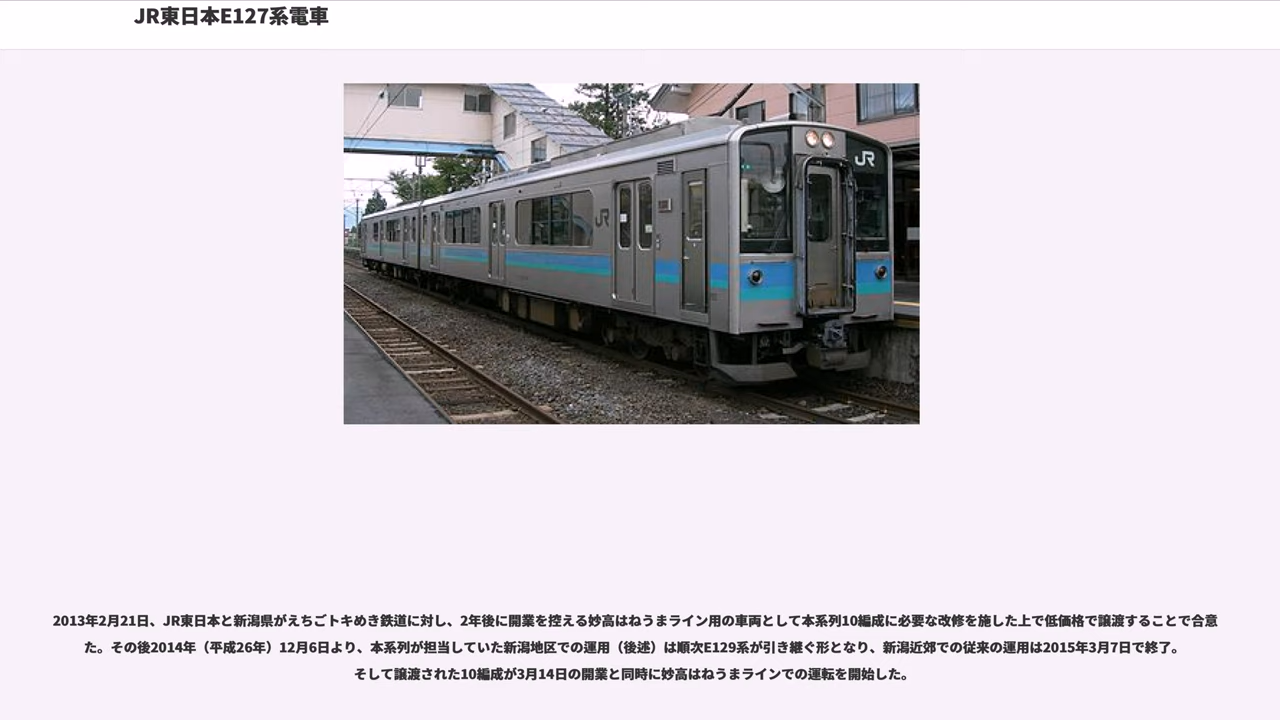 JR東日本E127系電車
JR
JR
2013年2月21日、JR東日本と新潟県がえちごトキめき鉄道に対し、2年後に開業を控える妙高はねうまライン用の車両として本系列10編成に必要な改修を施した上で低価格で譲渡することで合意
た。その後2014年（平成26年）12月6日より、本系列が担当していた新潟地区での運用（後述）は順次E129系が引き継ぐ形となり、新潟近郊での従来の運用は2015年3月7日で終了。
そして譲渡された10編成が3月14日の開業と同時に妙高はねうまラインでの運転を開始した。